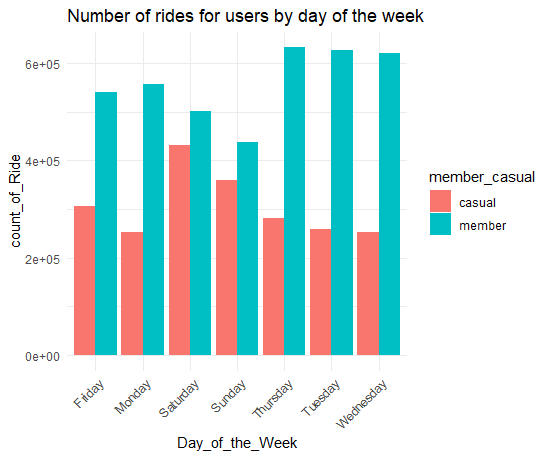 Number of rides for users by day of the week
6e+05
4e+05
2e+05
0e+00
count_of_Ride
Friday
Monday
Saturday
Sunday
Thursday
Tuesday
Wednesday
Day_of_the_Week
member_casual
casual
member